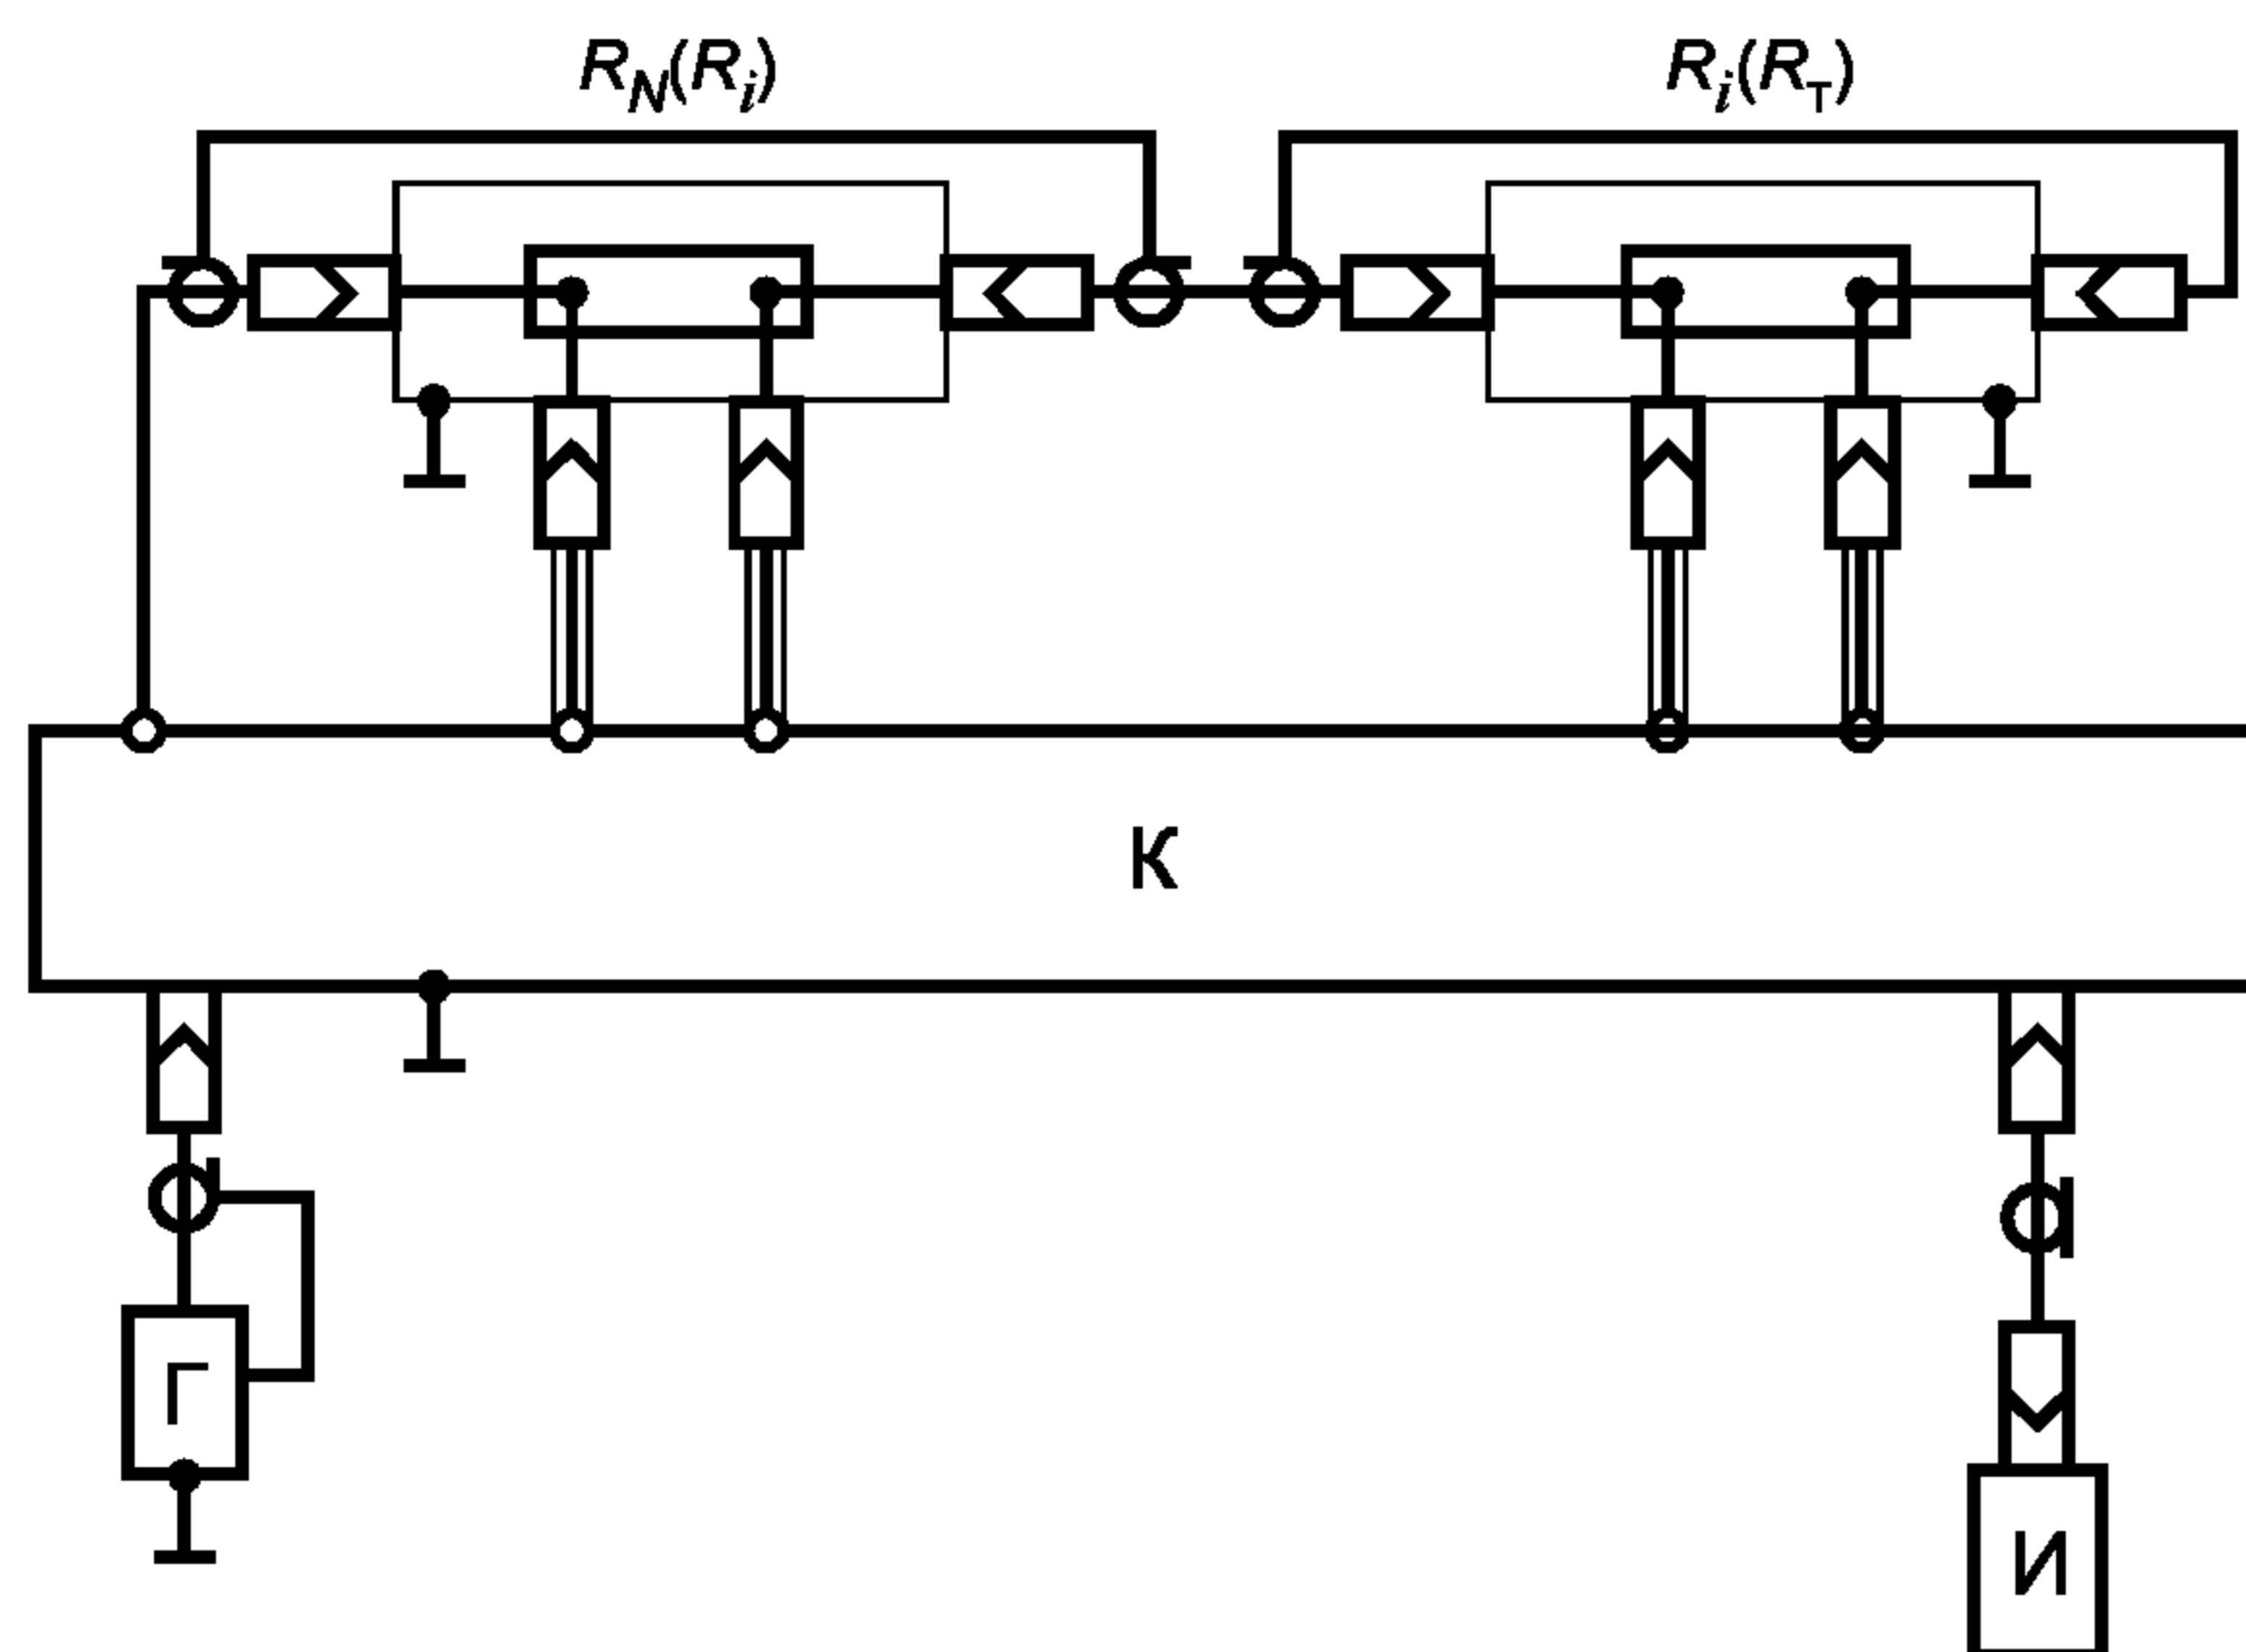 R_N(R_i) R_i(R_т)
К
Г
И